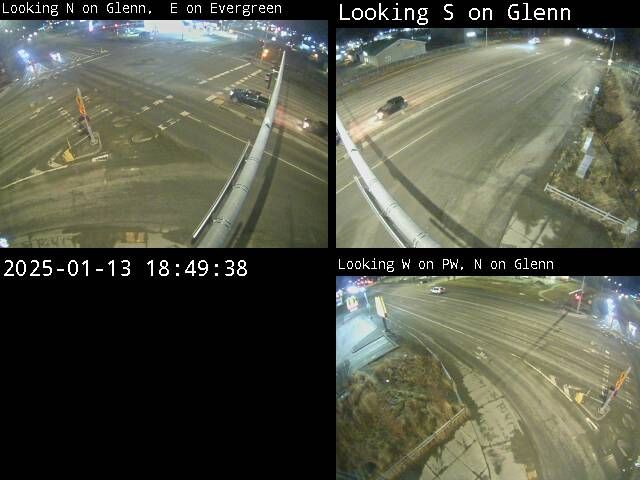 Looking N on Glenn,  E on Evergreen
Looking S on Glenn
2025-01-13 18:49:38
Looking W on PW, N on Glenn